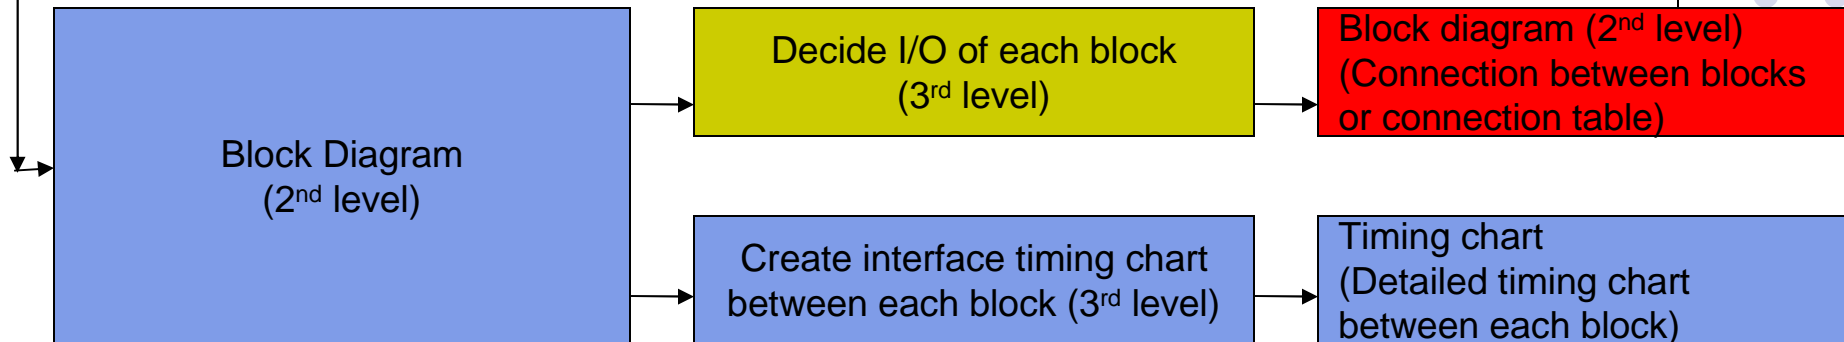 Block Diagram
(2nd level)
Decide I/O of each block
(3rd level)
Block diagram (2nd level)
(Connection between blocks
or connection table)
Create interface timing chart
between each block (3rd level)
Timing chart
(Detailed timing chart
between each block)